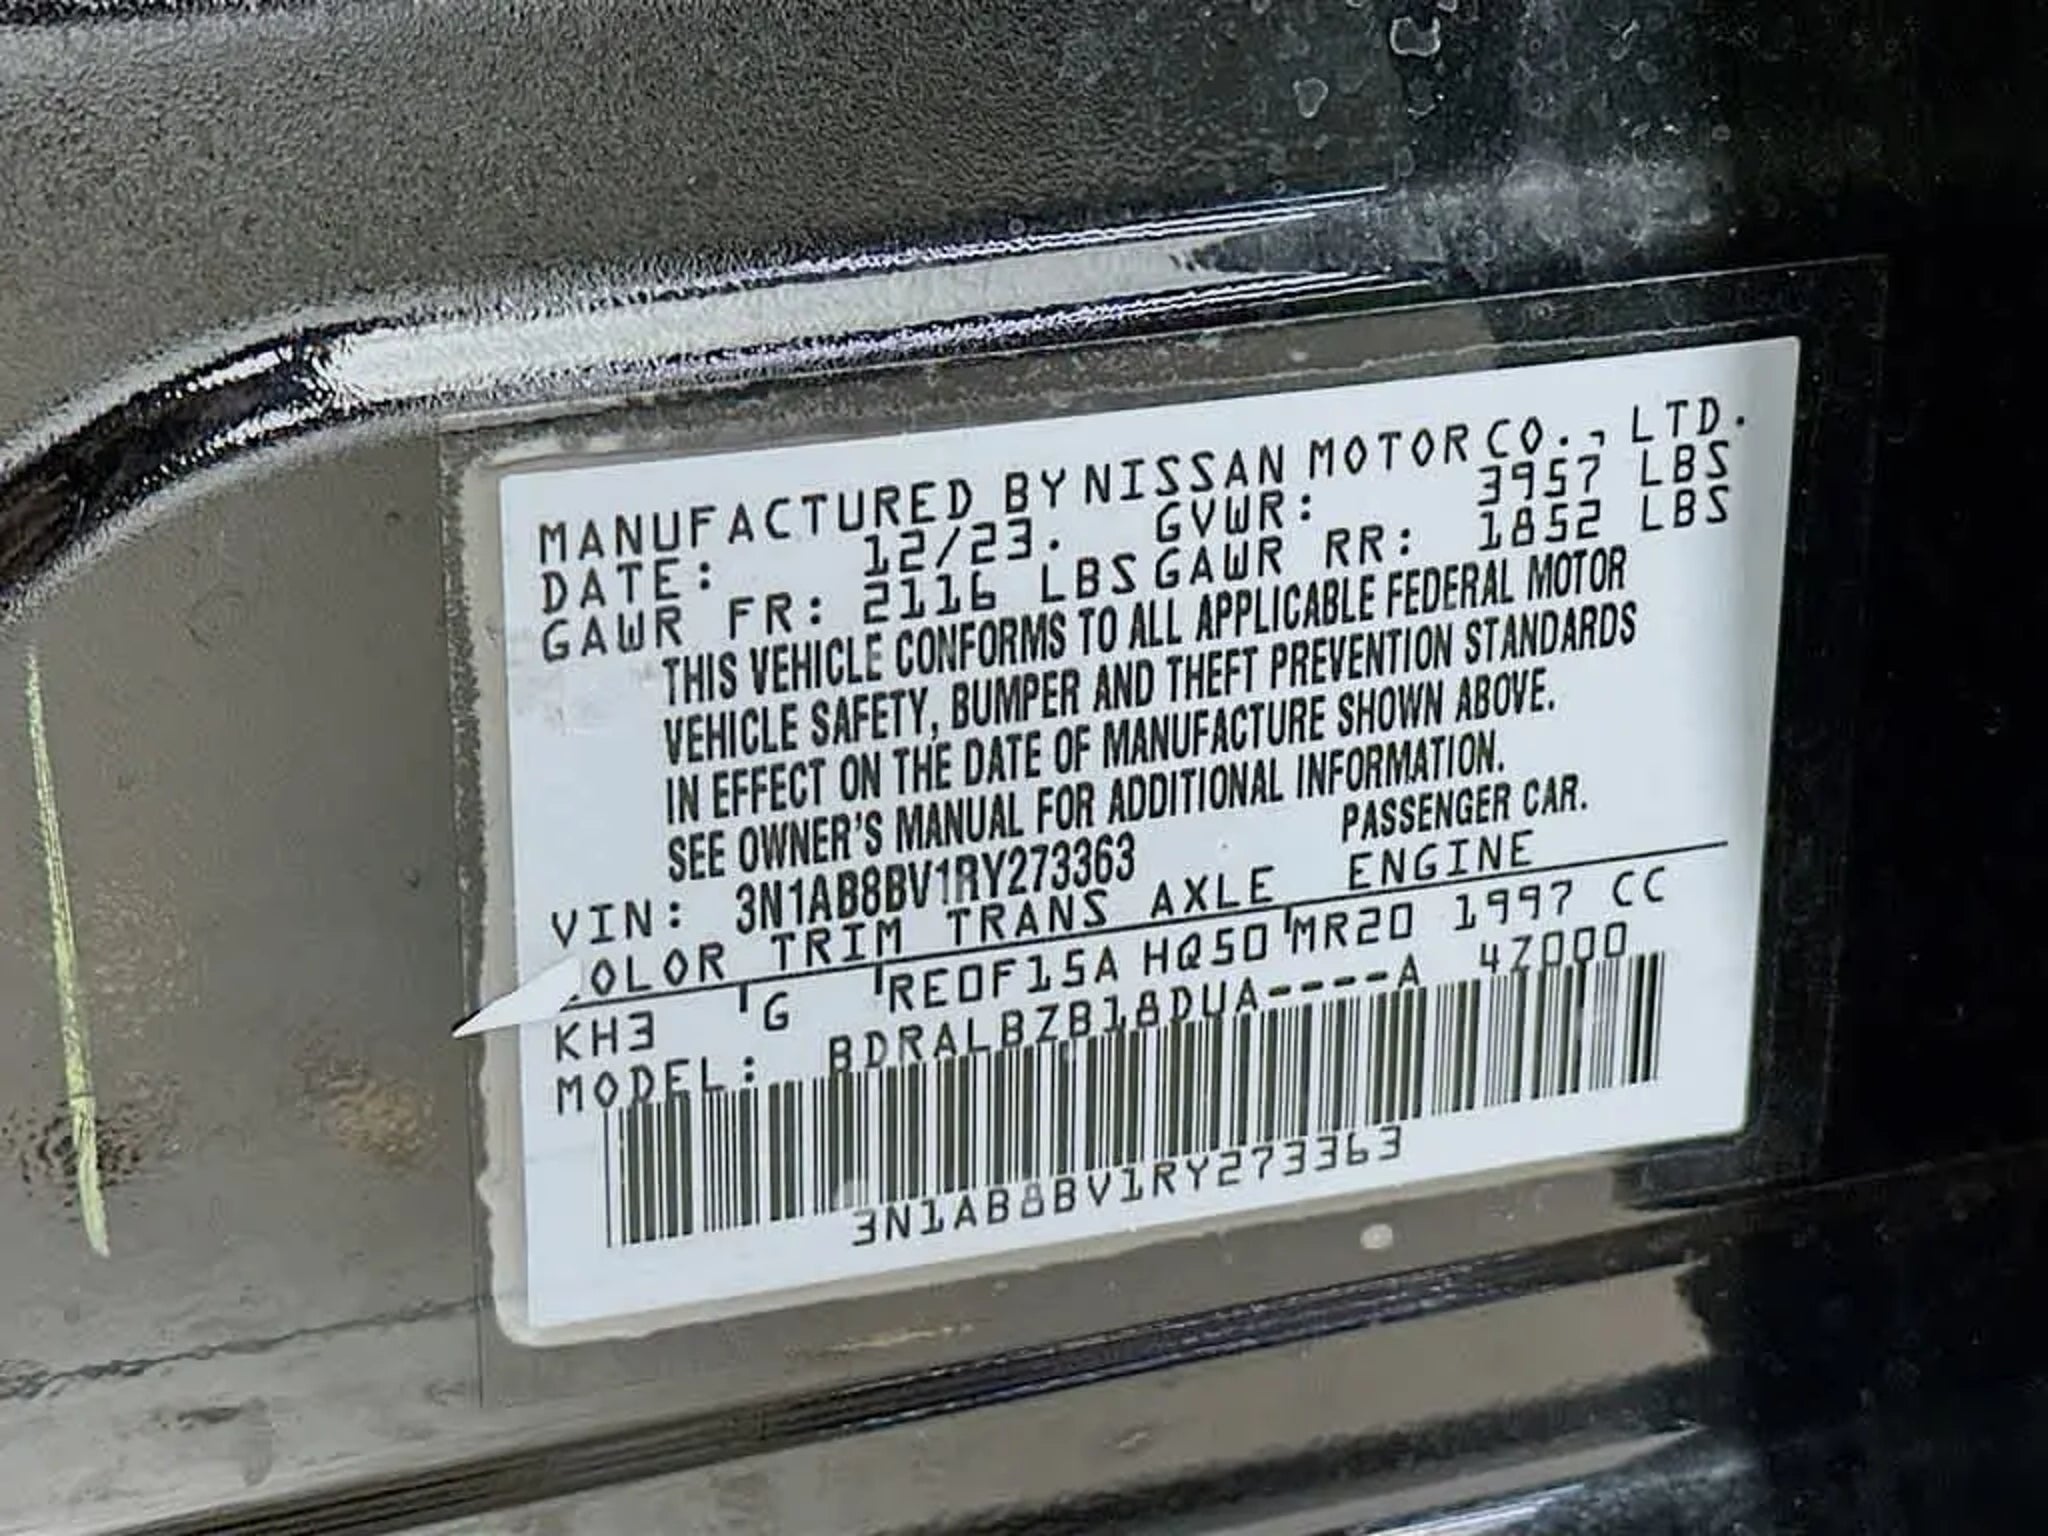 MANUFACTURED BY NISSAN MOTOR CO., LTD.
DATE: 12/23. GVWR: 3957 LBS
GAWR FR: 2116 LBS GAWR RR: 1852 LBS
THIS VEHICLE CONFORMS TO ALL APPLICABLE FEDERAL MOTOR
VEHICLE SAFETY, BUMPER AND THEFT PREVENTION STANDARDS
IN EFFECT ON THE DATE OF MANUFACTURE SHOWN ABOVE.
SEE OWNER'S MANUAL FOR ADDITIONAL INFORMATION.
VIN: 3N1AB8BV1RY273363 PASSENGER CAR.
COLOR TRIM TRANS AXLE ENGINE
KH3 G RE0F15A HQ50 MR20 1997 CC
MODEL: BDRALBZB18DUA----A 4Z000
3N1AB8BV1RY273363